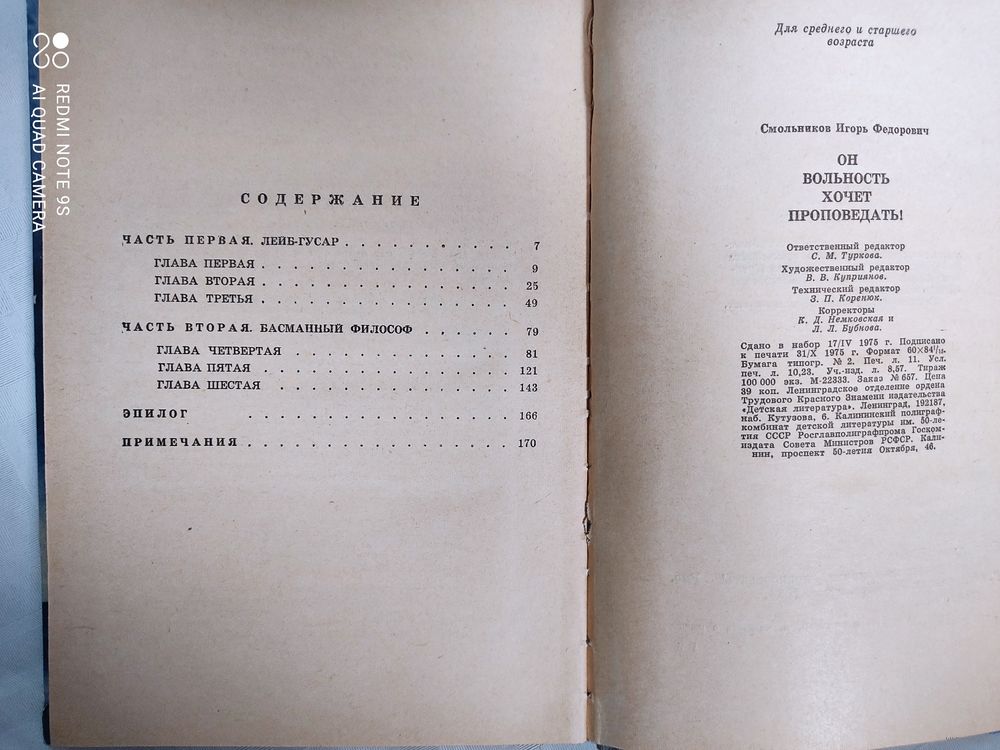 REDMI NOTE 9S
AI QUAD CAMERA
СОДЕРЖАНИЕ
ЧАСТЬ ПЕРВАЯ. ЛЕЙБ-ГУСАР . . . . . . . . . . 7
ГЛАВА ПЕРВАЯ . . . . . . . . . . . . . . 9
ГЛАВА ВТОРАЯ . . . . . . . . . . . . . . 25
ГЛАВА ТРЕТЬЯ . . . . . . . . . . . . . . 49
ЧАСТЬ ВТОРАЯ. БАСМАННЫЙ ФИЛОСОФ . . . . . . 79
ГЛАВА ЧЕТВЕРТАЯ . . . . . . . . . . . . 81
ГЛАВА ПЯТАЯ . . . . . . . . . . . . . . 121
ГЛАВА ШЕСТАЯ . . . . . . . . . . . . . . 143
ЭПИЛОГ . . . . . . . . . . . . . . . 166
ПРИМЕЧАНИЯ . . . . . . . . . . . . . . . 170
Для среднего и старшего
возраста
Смольников Игорь Федорович
ОН
ВОЛЬНОСТЬ
ХОЧЕТ
ПРОПОВЕДАТЬ!
Ответственный редактор
С. М. Туркова.
Художественный редактор
В. В. Куприянов.
Технический редактор
З. П. Коренюк.
Корректоры
К. Д. Немковская и
Л. Л. Бубнова.
Сдано в набор 17/IV 1975 г. Подписано
к печати 31/X 1975 г. Формат 60×84¹/₁₆.
Бумага типогр. № 2. Печ. л. 11. Усл.
печ. л. 10,23. Уч.-изд. л. 8,57. Тираж
100 000 экз. М-22333. Заказ № 657. Цена
39 коп. Ленинградское отделение ордена
Трудового Красного Знамени издательства
«Детская литература». Ленинград, 192187,
наб. Кутузова, 6. Калининский полиграф-
комбинат детской литературы им. 50-ле-
тия СССР Росглавполиграфпрома Госком-
издата Совета Министров РСФСР. Кали-
нин, проспект 50-летия Октября, 46.